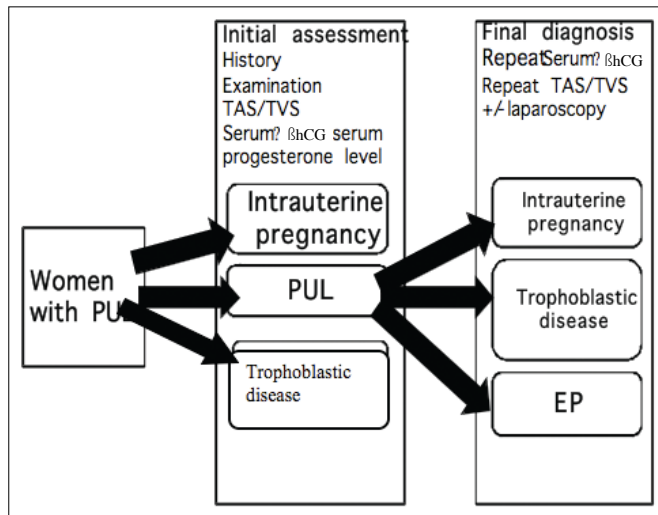 Women
with PUL
Initial assessment
History
Examination
TAS/TVS
Serum? ßhCG serum
progesterone level
Intrauterine
pregnancy
PUL
Trophoblastic
disease
Final diagnosis
RepeatSerum? ßhCG
Repeat TAS/TVS
+/-laparoscopy
Intrauterine
pregnancy
Trophoblastic
disease
EP